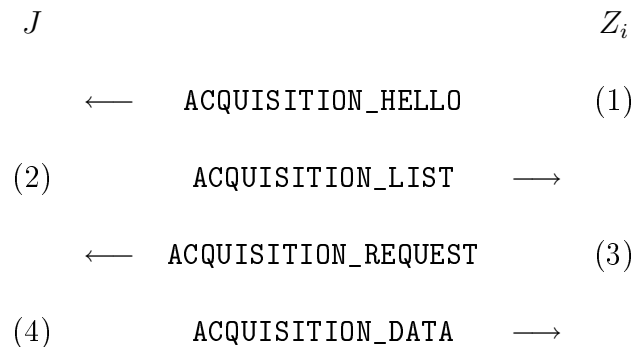 J Z_i
← ACQUISITION_HELLO (1)
(2) ACQUISITION_LIST →
← ACQUISITION_REQUEST (3)
(4) ACQUISITION_DATA →